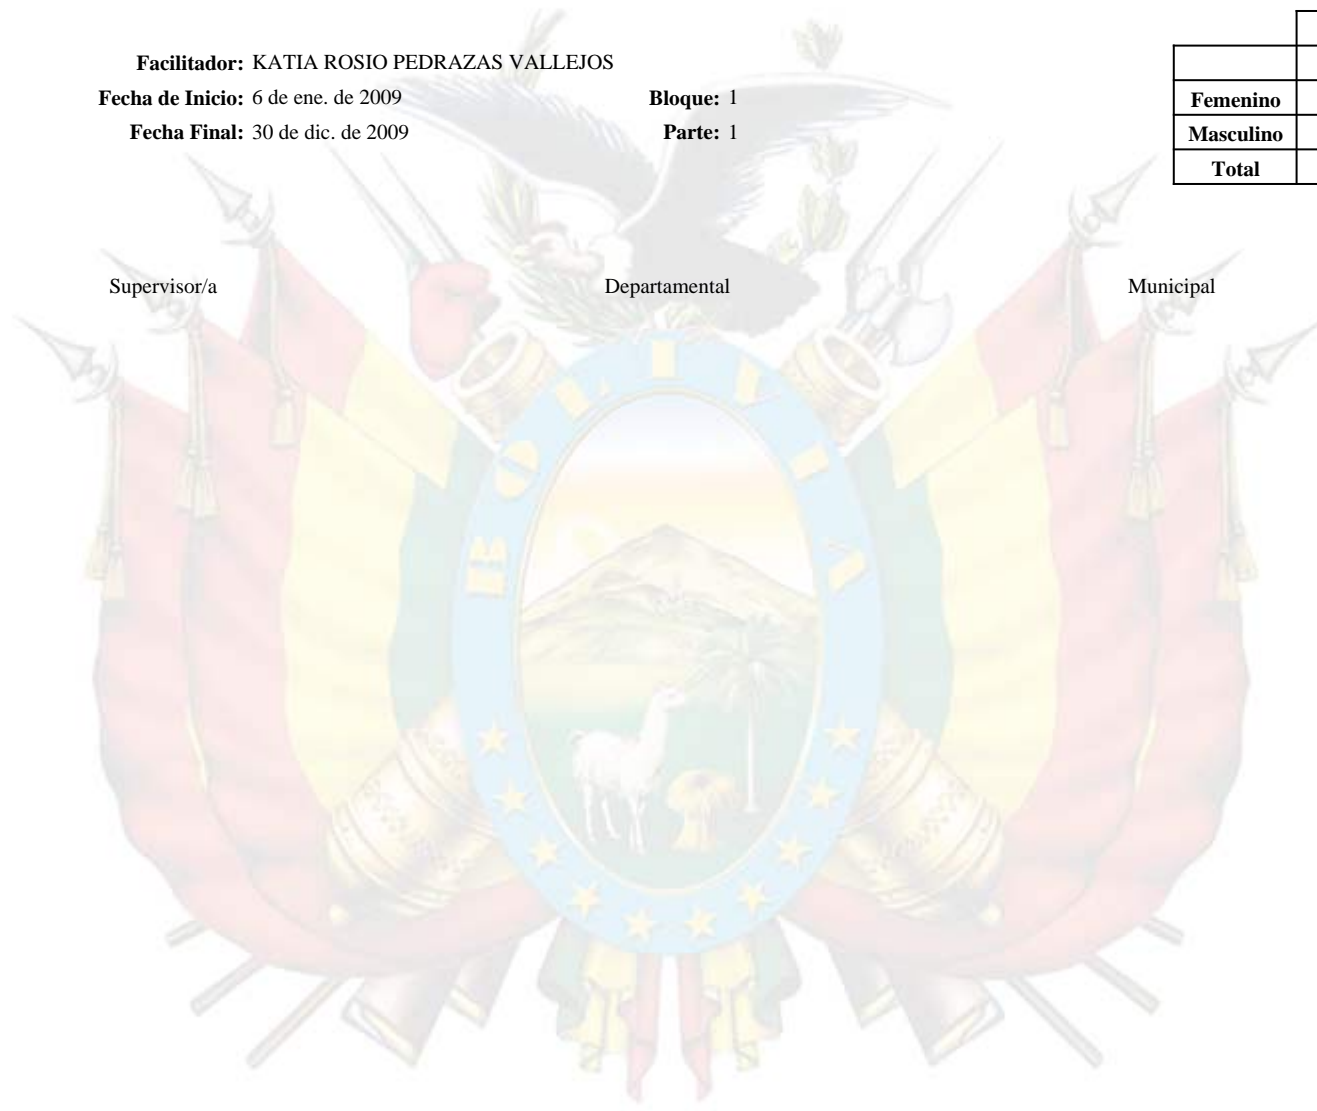 Facilitador: KATIA ROSIO PEDRAZAS VALLEJOS
Fecha de Inicio: 6 de ene. de 2009 Bloque: 1
Fecha Final: 30 de dic. de 2009 Parte: 1
Femenino
Masculino
Total
Supervisor/a Departamental Municipal
BOLIVIA